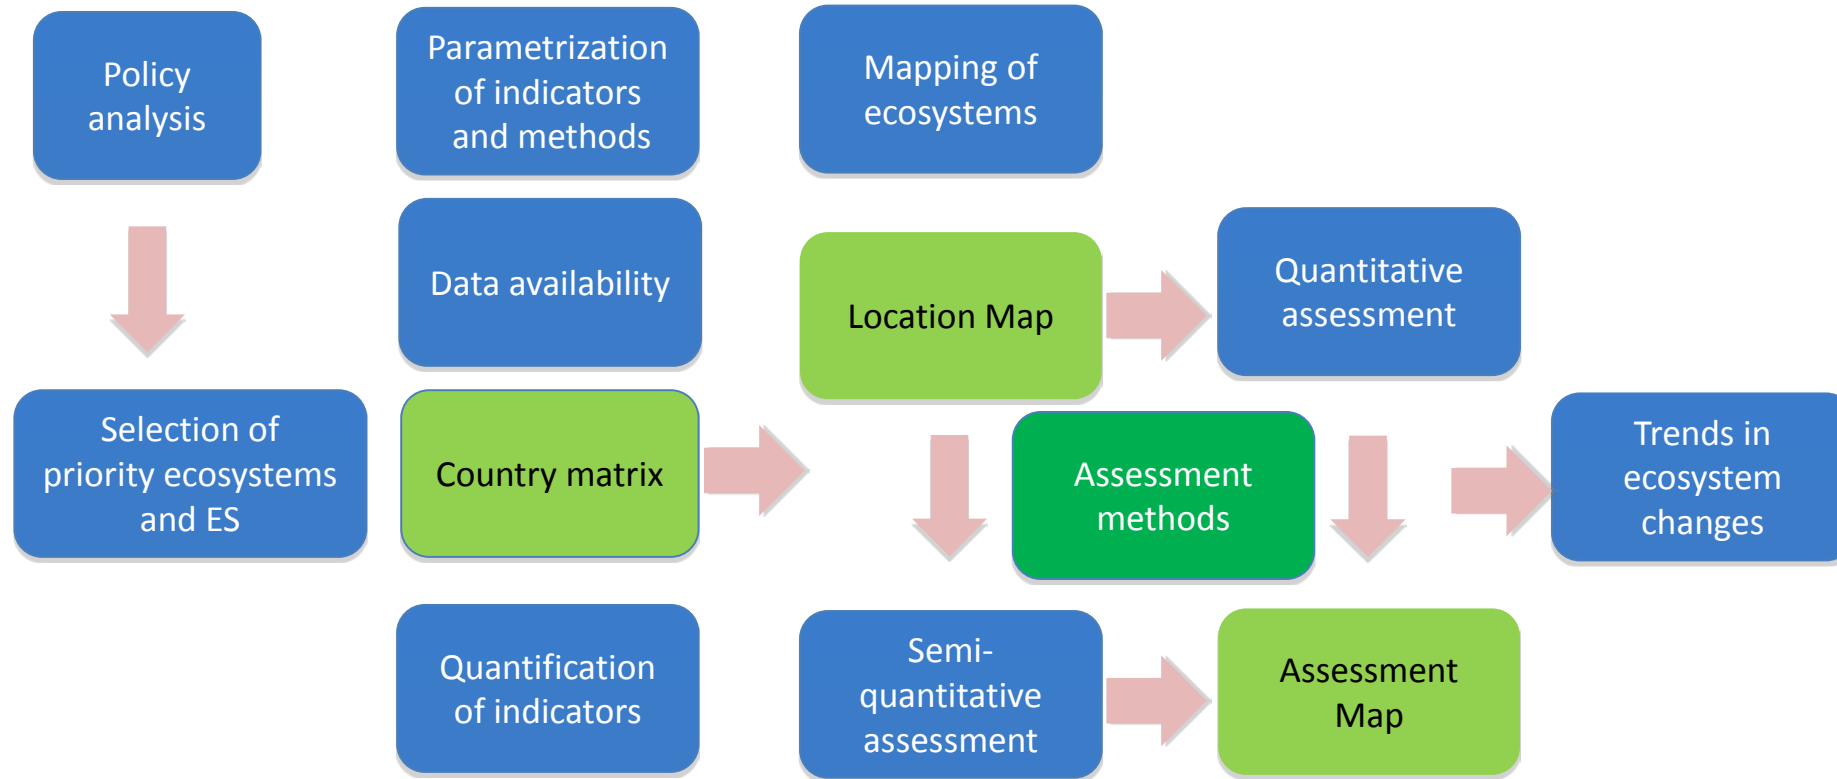 Policy
analysis
Selection of
priority ecosystems
and ES
Parametrization
of indicators
and methods
Data availability
Country matrix
Quantification
of indicators
Mapping of
ecosystems
Location Map
Semi-
quantitative
assessment
Assessment
methods
Quantitative
assessment
Assessment
Map
Trends in
ecosystem
changes